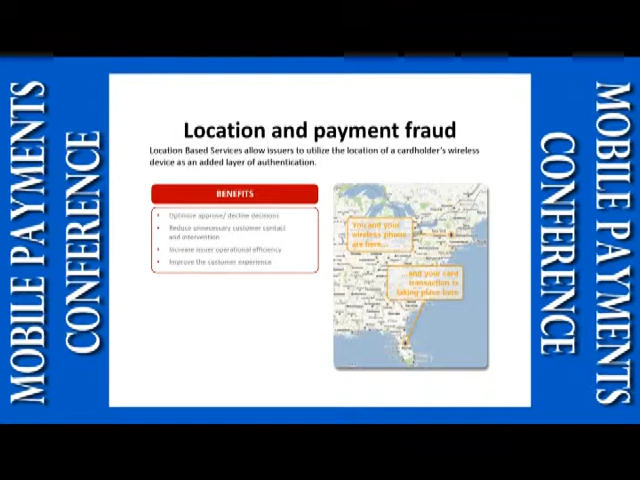 MOBILE PAYMENTS
CONFERENCE
Location and payment fraud
Location Based Services allow issuers to utilize the location of a cardholder's wireless
device as an added layer of authentication.
BENEFITS
• Optimize approve/ decline decisions
• Reduce unnecessary customer contact
and intervention
• Increase issuer operational efficiency
• Improve the customer experience
You and your
wireless phone
are here...
and your card
transaction is
taking place here
MOBILE PAYMENTS
CONFERENCE